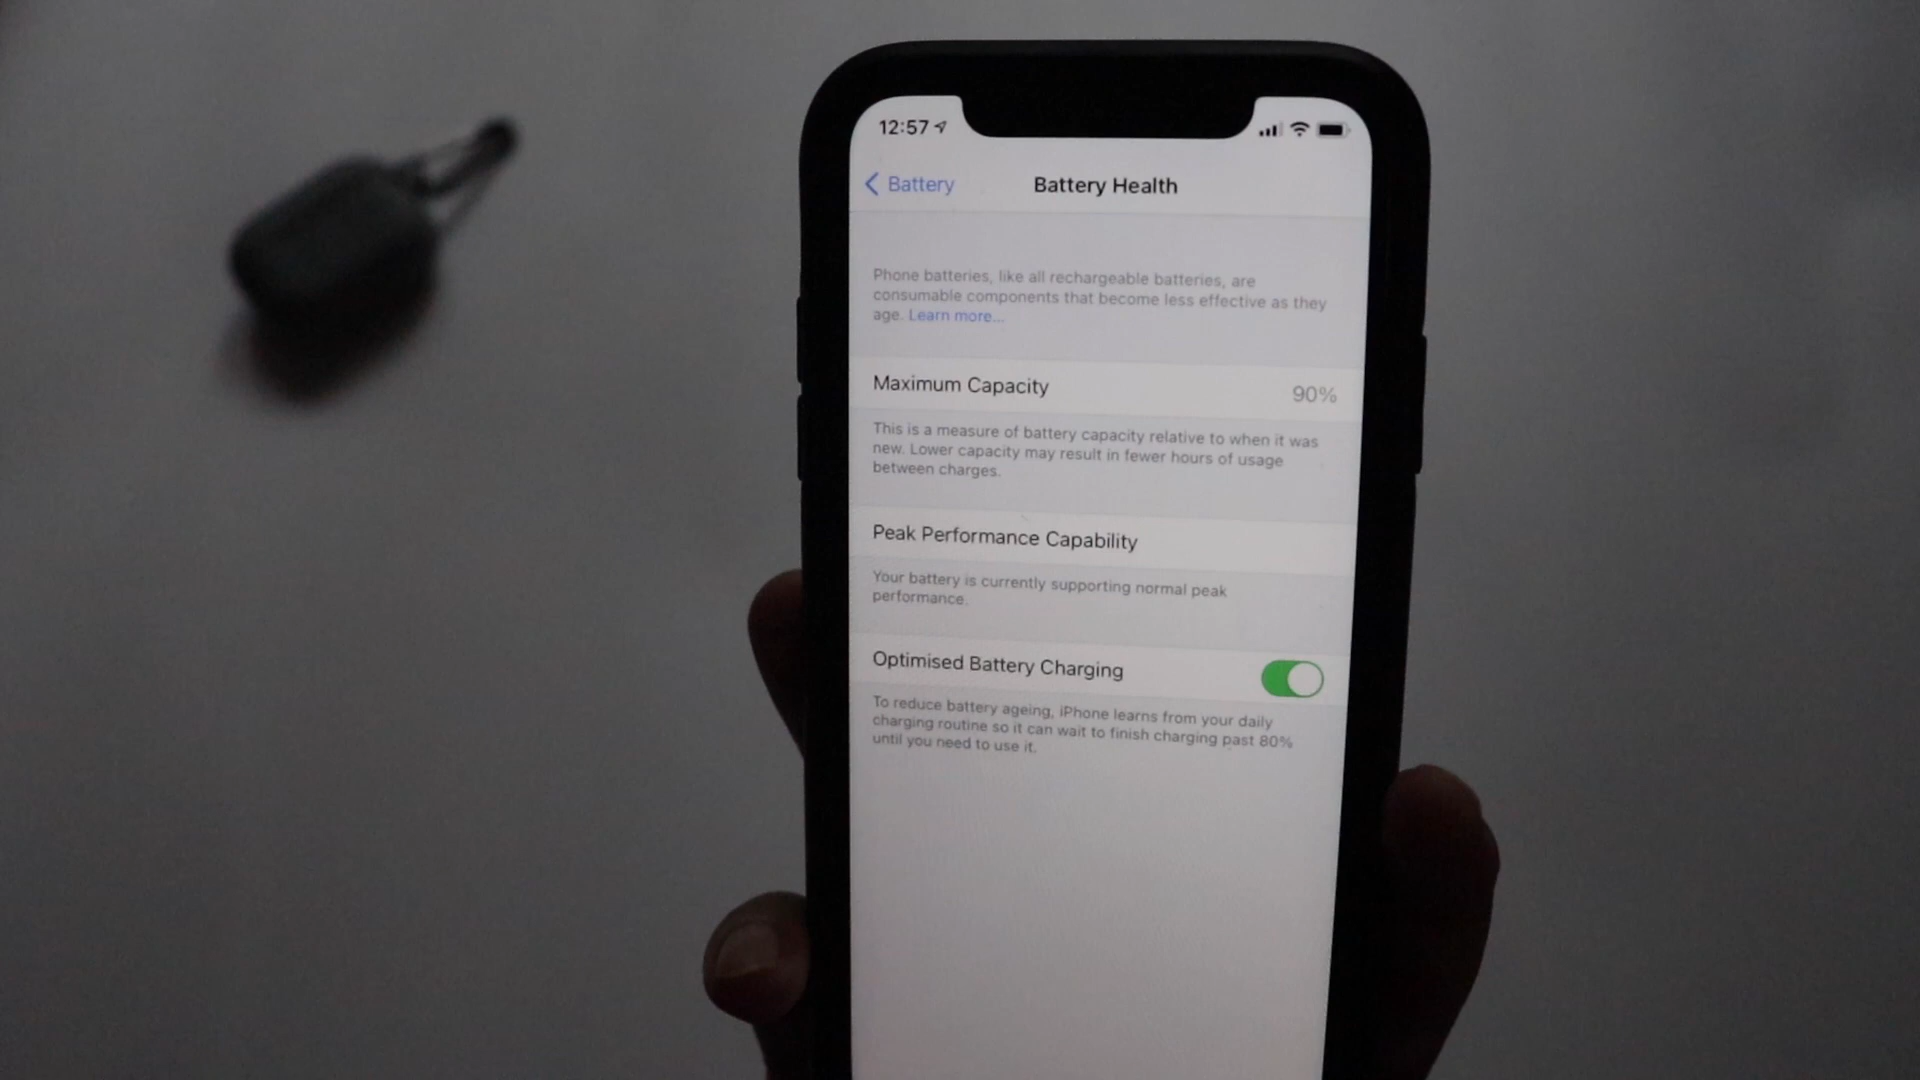 12:57
Battery
Battery Health
Phone batteries, like all rechargeable batteries, are
consumable components that become less effective as they
age. Learn more...
Maximum Capacity 90%
This is a measure of battery capacity relative to when it was
new. Lower capacity may result in fewer hours of usage
between charges.
Peak Performance Capability
Your battery is currently supporting normal peak
performance.
Optimised Battery Charging
To reduce battery ageing, iPhone learns from your daily
charging routine so it can wait to finish charging past 80%
until you need to use it.